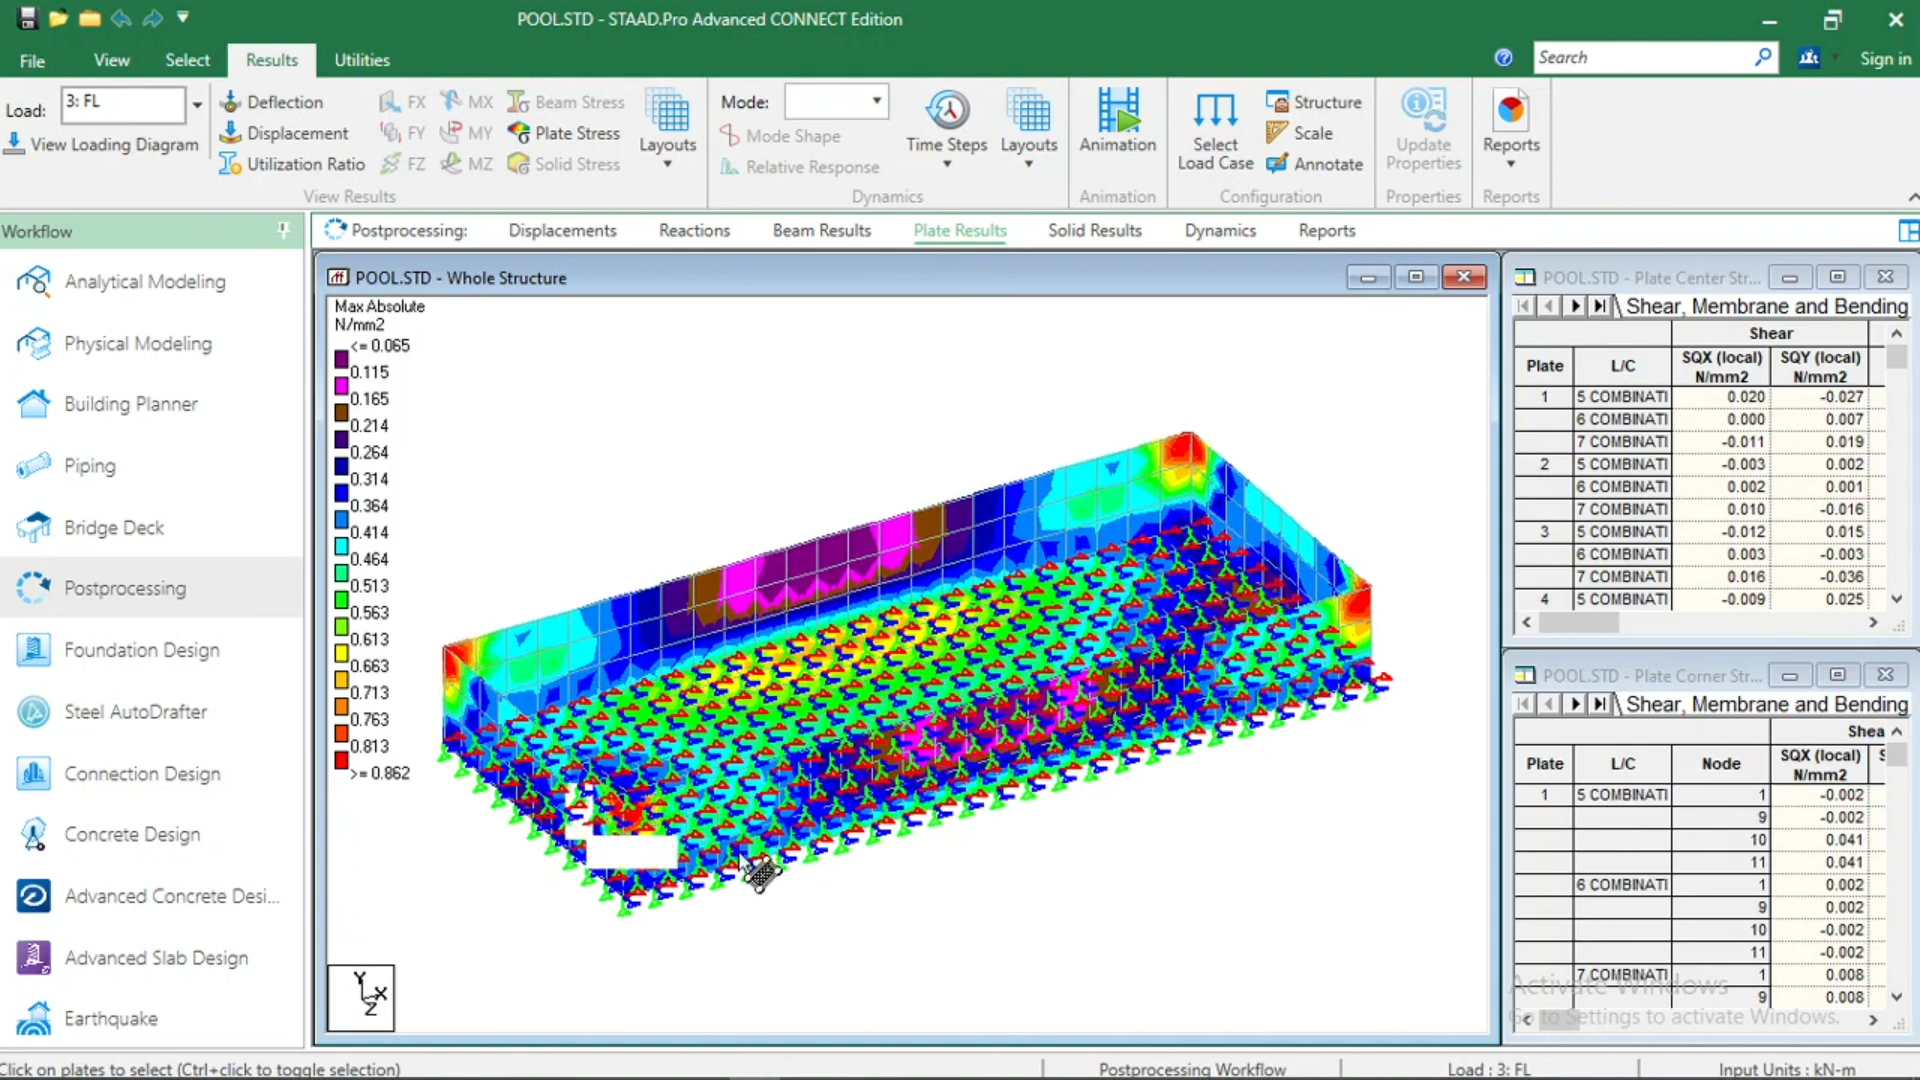 POOL.STD - STAAD.Pro Advanced CONNECT Edition
File View Select Results Utilities
Search
Sign in
Load: 3: FL
View Loading Diagram
Deflection
Displacement
Utilization Ratio
FX MX
FY MY
FZ MZ
Beam Stress
Plate Stress
Solid Stress
Layouts
View Results
Mode:
Mode Shape
Relative Response
Time Steps
Layouts
Dynamics
Animation
Animation
Select
Load Case
Structure
Scale
Annotate
Configuration
Update
Properties
Properties
Reports
Reports
Workflow
Postprocessing: Displacements Reactions Beam Results Plate Results Solid Results Dynamics Reports
Analytical Modeling
Physical Modeling
Building Planner
Piping
Bridge Deck
Postprocessing
Foundation Design
Steel AutoDrafter
Connection Design
Concrete Design
Advanced Concrete Desi...
Advanced Slab Design
Earthquake
POOL.STD - Whole Structure
Max Absolute
N/mm2
<= 0.065
0.115
0.165
0.214
0.264
0.314
0.364
0.414
0.464
0.513
0.563
0.613
0.663
0.713
0.763
0.813
>= 0.862
Y
X
Z
POOL.STD - Plate Center Str...
Shear, Membrane and Bending
Shear
Plate L/C SQX (local) N/mm2 SQY (local) N/mm2
1 5 COMBINATI 0.020 -0.027
6 COMBINATI 0.000 0.007
7 COMBINATI -0.011 0.019
2 5 COMBINATI -0.003 0.002
6 COMBINATI 0.002 0.001
7 COMBINATI 0.010 -0.016
3 5 COMBINATI -0.012 0.015
6 COMBINATI 0.003 -0.003
7 COMBINATI 0.016 -0.036
4 5 COMBINATI -0.009 0.025
POOL.STD - Plate Corner Str...
Shear, Membrane and Bending
Shea
Plate L/C Node SQX (local) N/mm2 S
1 5 COMBINATI 1 -0.002
9 -0.002
10 0.041
11 0.041
6 COMBINATI 1 0.002
9 0.002
10 -0.002
11 -0.002
7 COMBINATI 1 0.008
9 0.008
Activate Windows
Go to Settings to activate Windows.
Click on plates to select (Ctrl+click to toggle selection)
Postprocessing Workflow
Load : 3: FL
Input Units : kN-m